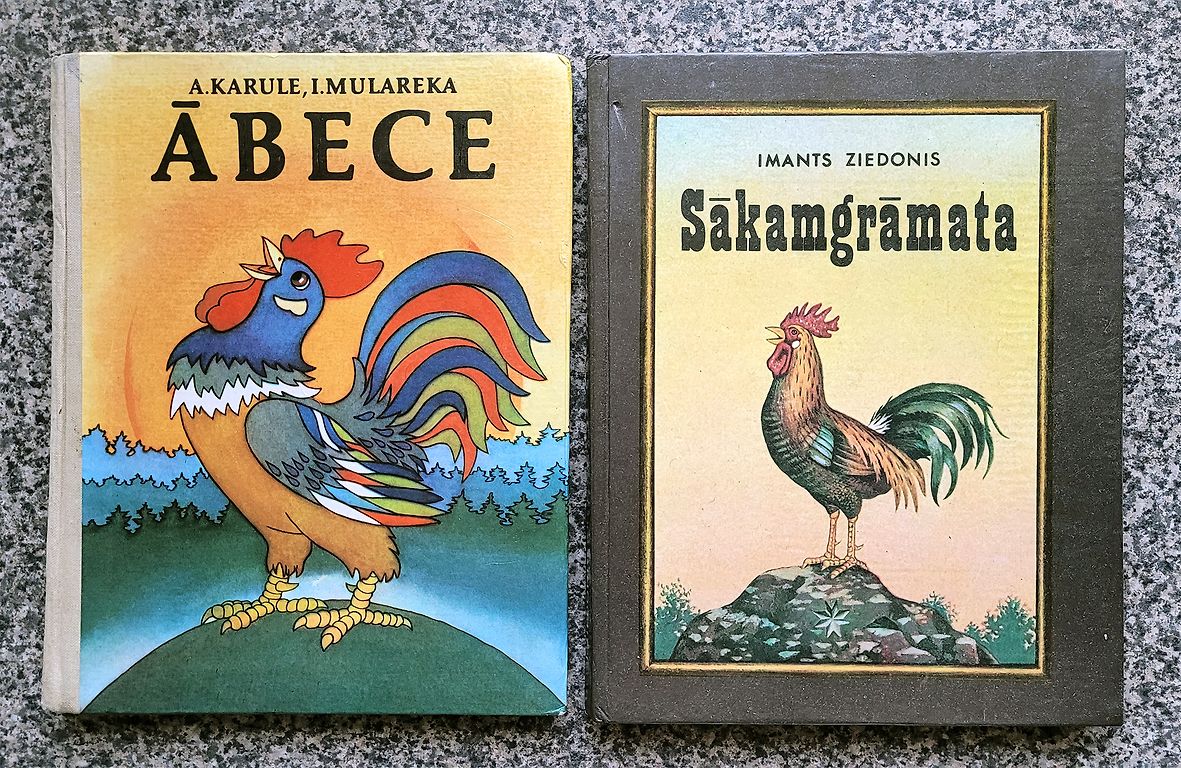 A.KARULE, I.MULAREKA
ĀBECE
IMANTS ZIEDONIS
Sākamgrāmata